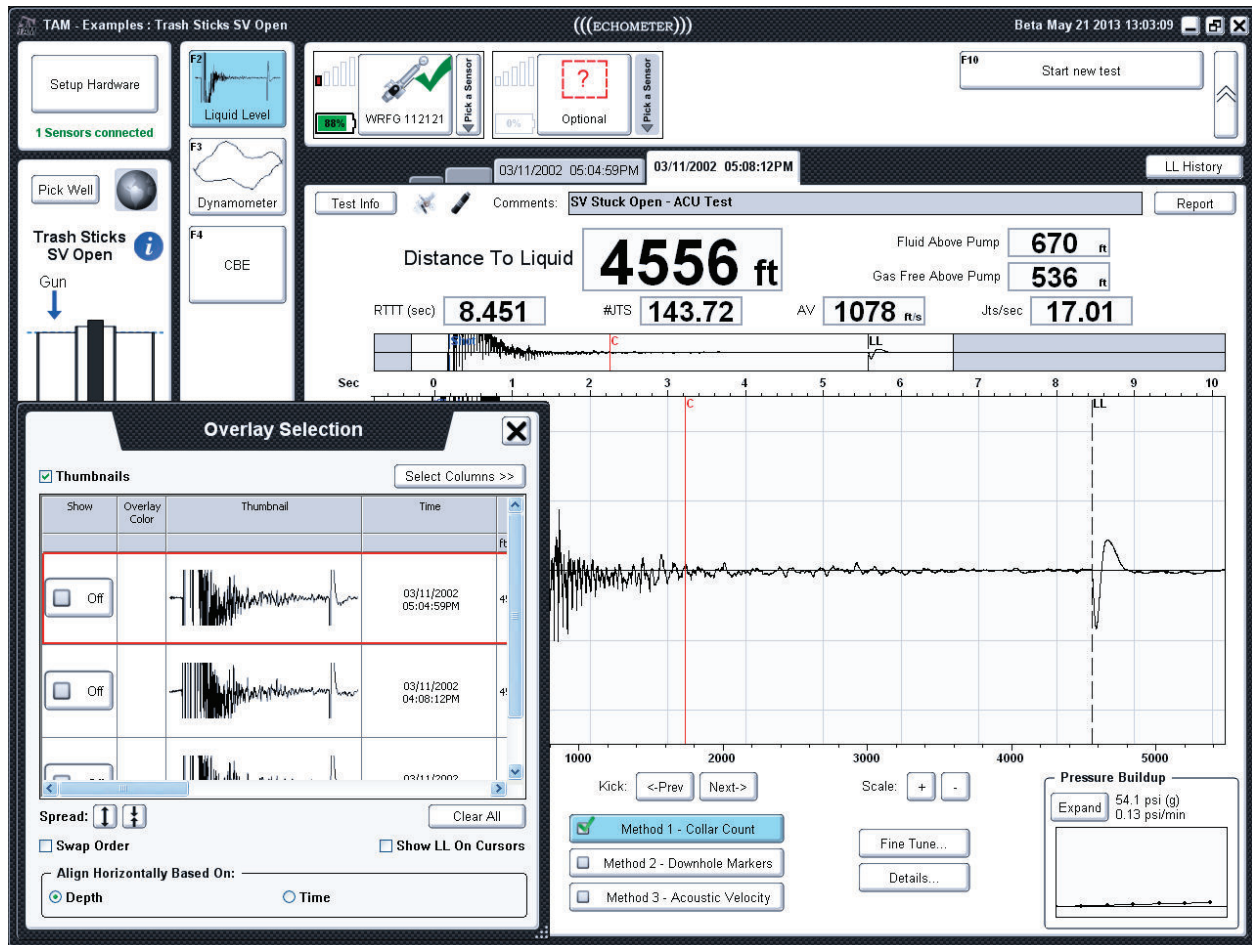 TAM - Examples : Trash Sticks SV Open
(((ECHOMETER)))
Beta May 21 2013 13:03:09
Setup Hardware
1 Sensors connected
F2
Liquid Level
F3
Dynamometer
F4
CBE
88%
WRFG 112121
Pick a Sensor
0%
?
Optional
Pick a Sensor
F10
Start new test
Pick Well
Trash Sticks
SV Open
i
Gun
03/11/2002 05:04:59PM
03/11/2002 05:08:12PM
LL History
Test Info
Comments:
SV Stuck Open - ACU Test
Report
Distance To Liquid
4556 ft
Fluid Above Pump
670 ft
Gas Free Above Pump
536 ft
RTTT (sec)
8.451
#JTS
143.72
AV
1078 ft/s
Jts/sec
17.01
C
LL
Sec
0 1 2 3 4 5 6 7 8 9 10
C
LL
1000 2000 3000 4000 5000
Overlay Selection
Thumbnails
Select Columns >>
Show
Overlay
Color
Thumbnail
Time
ft
Off
03/11/2002
05:04:59PM
Off
03/11/2002
04:08:12PM
Spread:
Clear All
Swap Order
Show LL On Cursors
Align Horizontally Based On:
Depth
Time
Kick:
<-Prev
Next->
Scale:
+
-
Method 1 - Collar Count
Method 2 - Downhole Markers
Method 3 - Acoustic Velocity
Fine Tune...
Details...
Pressure Buildup
Expand
54.1 psi (g)
0.13 psi/min